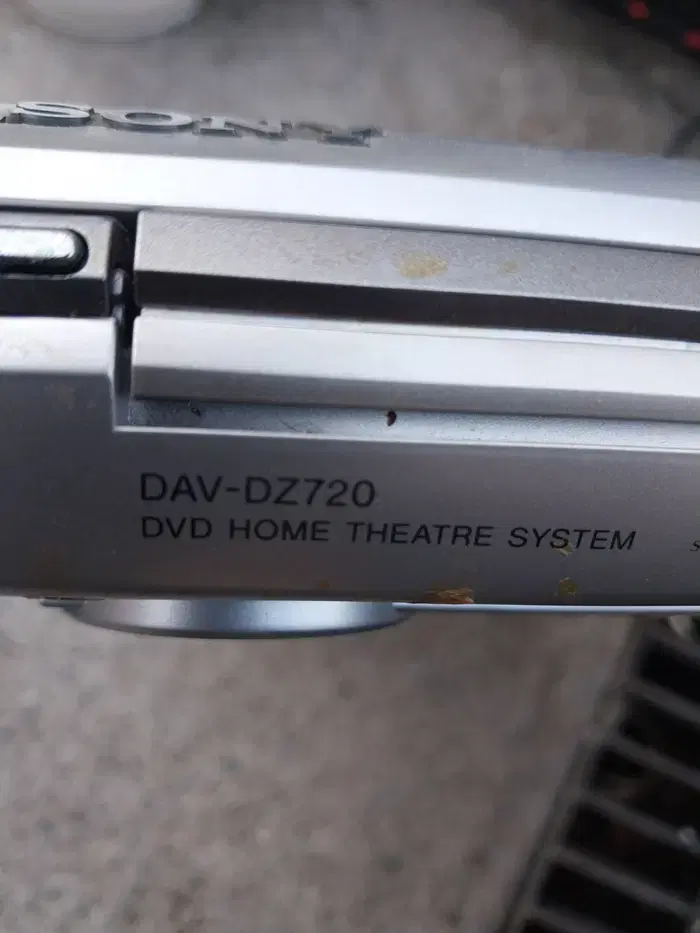 SONY
DAV-DZ720
DVD HOME THEATRE SYSTEM